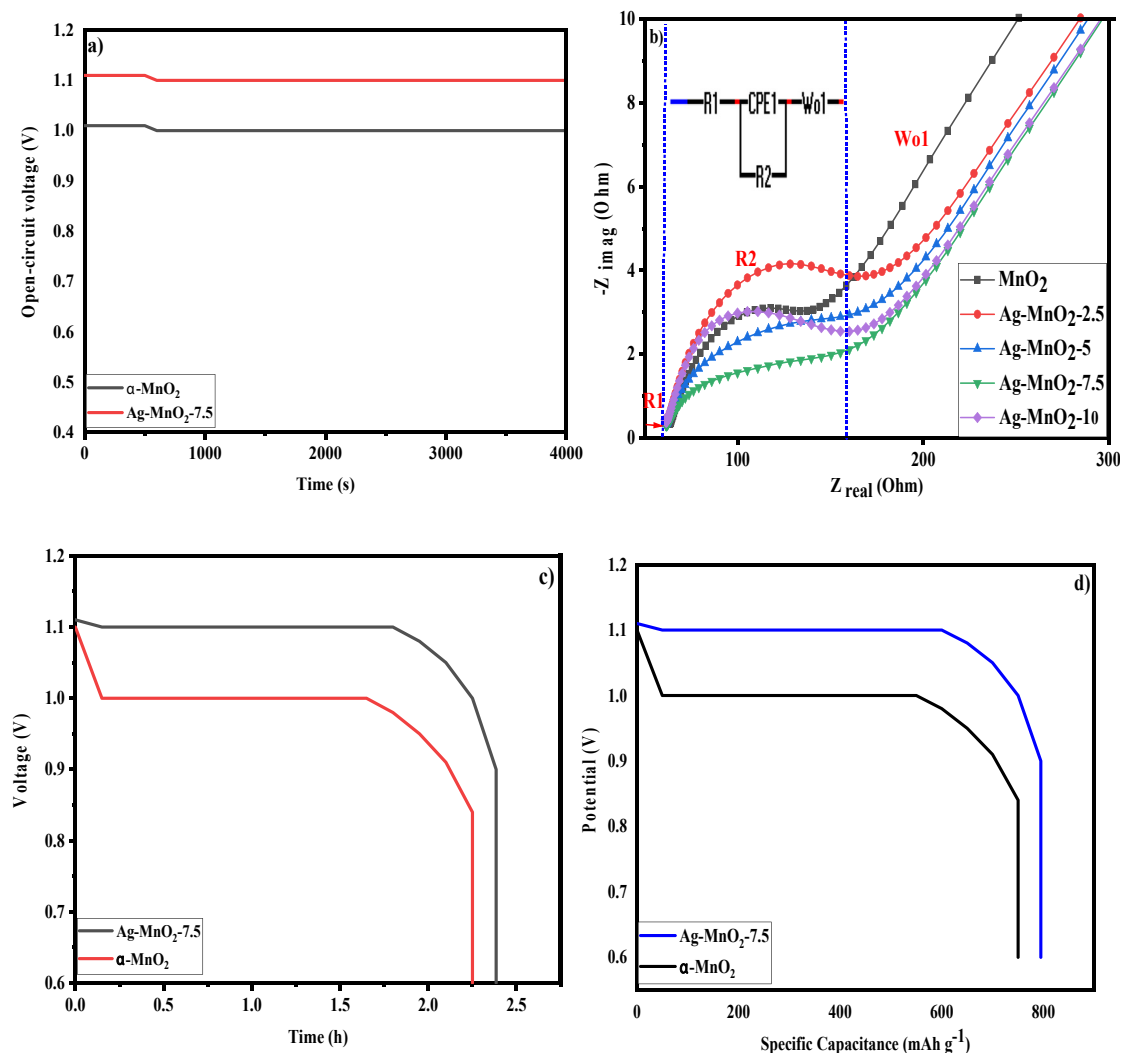 a)
1.2
1.1
1.0
0.9
0.8
0.7
0.6
0.5
0.4
Open-circuit voltage (V)
α-MnO2
Ag-MnO2-7.5
0 1000 2000 3000 4000
Time (s)
b)
10
8
6
4
2
0
-Z imag (Ohm)
R1 CPE1 Wo1
R2
Wo1
R2
R1
MnO2
Ag-MnO2-2.5
Ag-MnO2-5
Ag-MnO2-7.5
Ag-MnO2-10
100 200 300
Z real (Ohm)
c)
1.2
1.1
1.0
0.9
0.8
0.7
0.6
Voltage (V)
Ag-MnO2-7.5
α-MnO2
0.0 0.5 1.0 1.5 2.0 2.5
Time (h)
d)
1.2
1.1
1.0
0.9
0.8
0.7
0.6
Potential (V)
Ag-MnO2-7.5
α-MnO2
0 200 400 600 800
Specific Capacitance (mAh g-1)